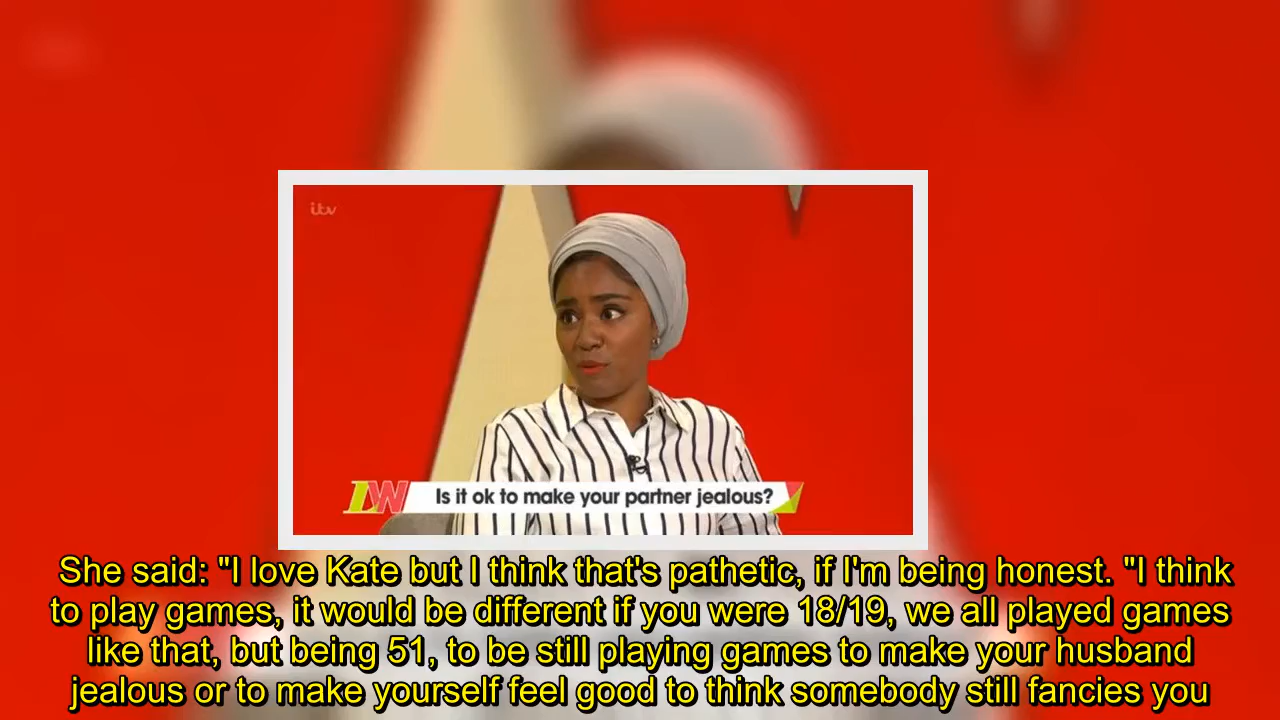 itv
LW
Is it ok to make your partner jealous?
She said: "I love Kate but I think that's pathetic, if I'm being honest. "I think
to play games, it would be different if you were 18/19, we all played games
like that, but being 51, to be still playing games to make your husband
jealous or to make yourself feel good to think somebody still fancies you